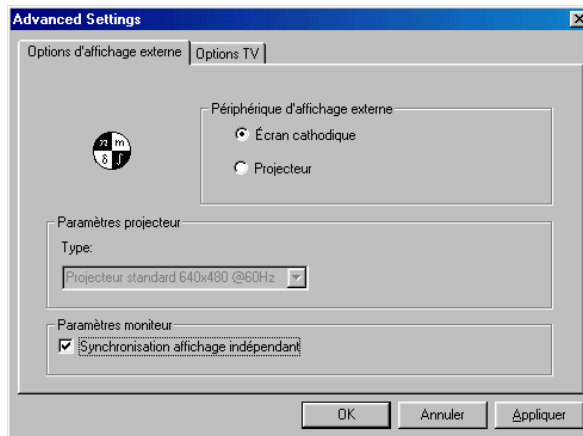 Advanced Settings
Options d'affichage externe
Options TV
Périphérique d'affichage externe
Écran cathodique
Projecteur
n m
δ ∫
Paramètres projecteur
Type:
Projecteur standard 640x480 @60Hz
Paramètres moniteur
Synchronisation affichage indépendant
OK
Annuler
Appliquer